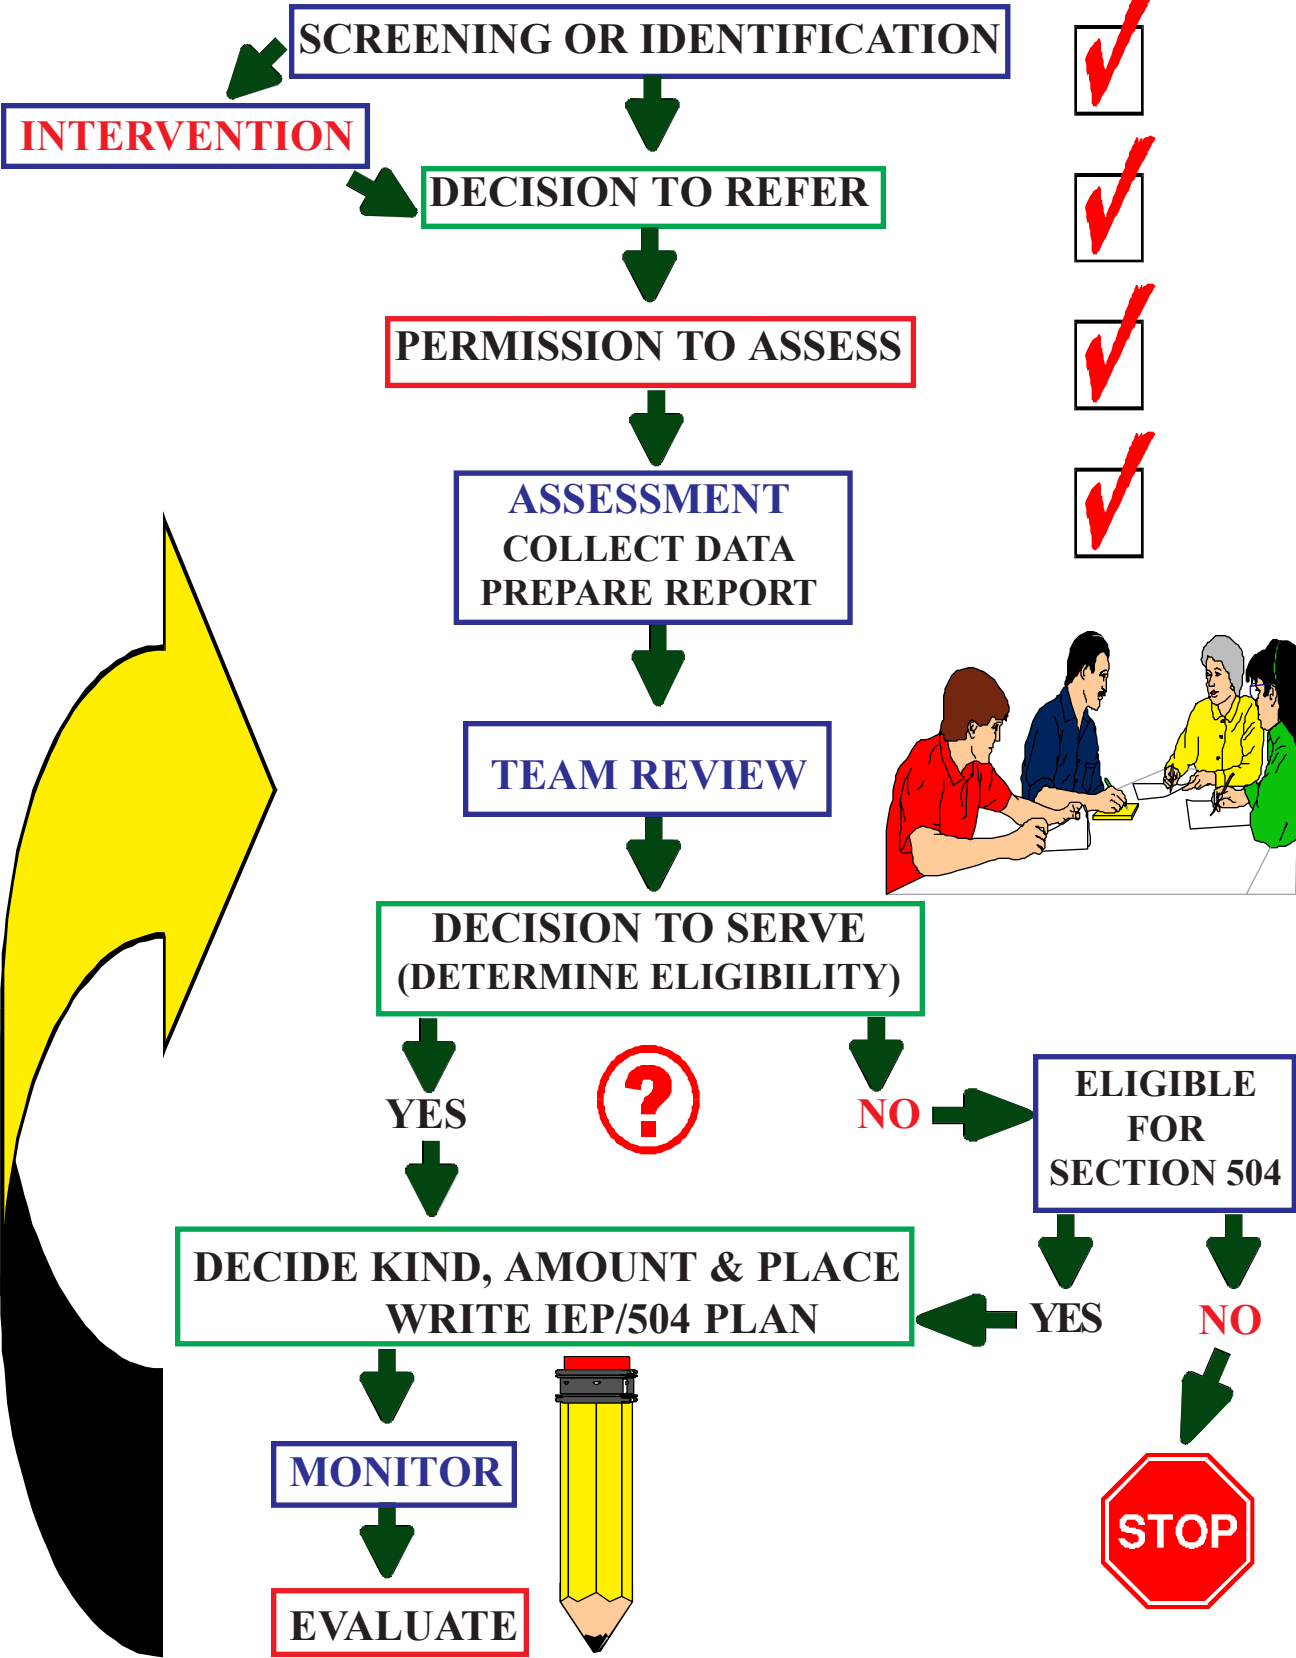 SCREENING OR IDENTIFICATION
INTERVENTION
DECISION TO REFER
PERMISSION TO ASSESS
ASSESSMENT
COLLECT DATA
PREPARE REPORT
TEAM REVIEW
DECISION TO SERVE
(DETERMINE ELIGIBILITY)
?
YES
NO
ELIGIBLE
FOR
SECTION 504
DECIDE KIND, AMOUNT & PLACE
WRITE IEP/504 PLAN
YES
NO
MONITOR
STOP
EVALUATE